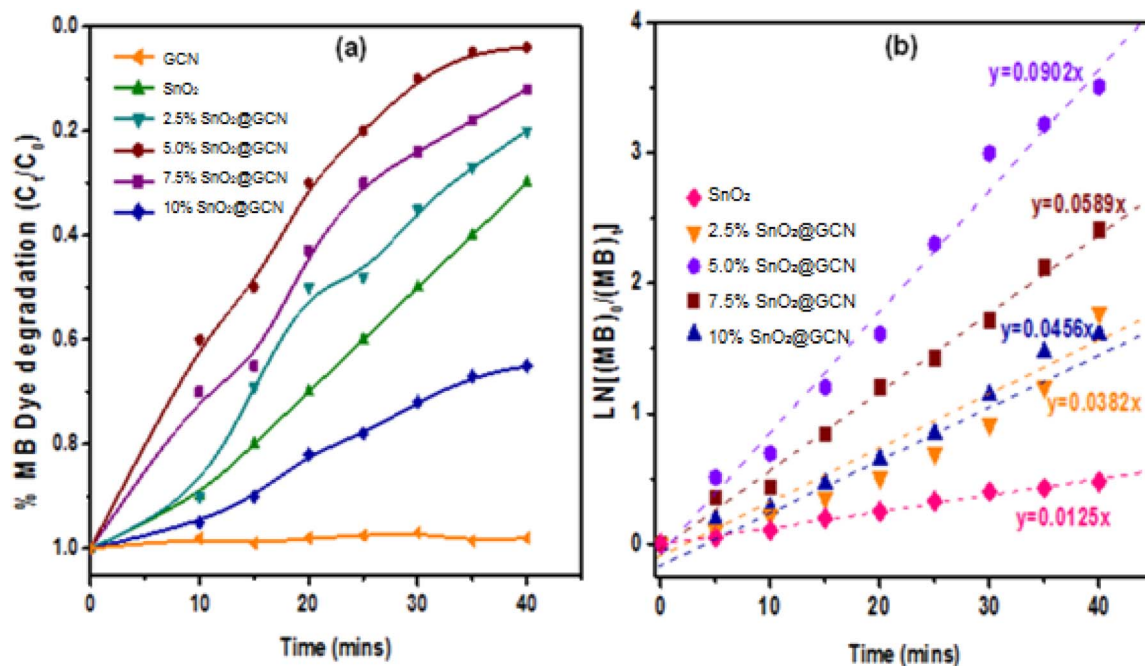 (a)
GCN
SnO₂
2.5% SnO₂@GCN
5.0% SnO₂@GCN
7.5% SnO₂@GCN
10% SnO₂@GCN
% MB Dye degradation (Cₜ/C₀)
0.0
0.2
0.4
0.6
0.8
1.0
0 10 20 30 40
Time (mins)
(b)
y=0.0902x
y=0.0589x
y=0.0456x
y=0.0382x
y=0.0125x
SnO₂
2.5% SnO₂@GCN
5.0% SnO₂@GCN
7.5% SnO₂@GCN
10% SnO₂@GCN
LN[(MB)₀/(MB)ₜ]
4
3
2
1
0
0 10 20 30 40
Time (mins)